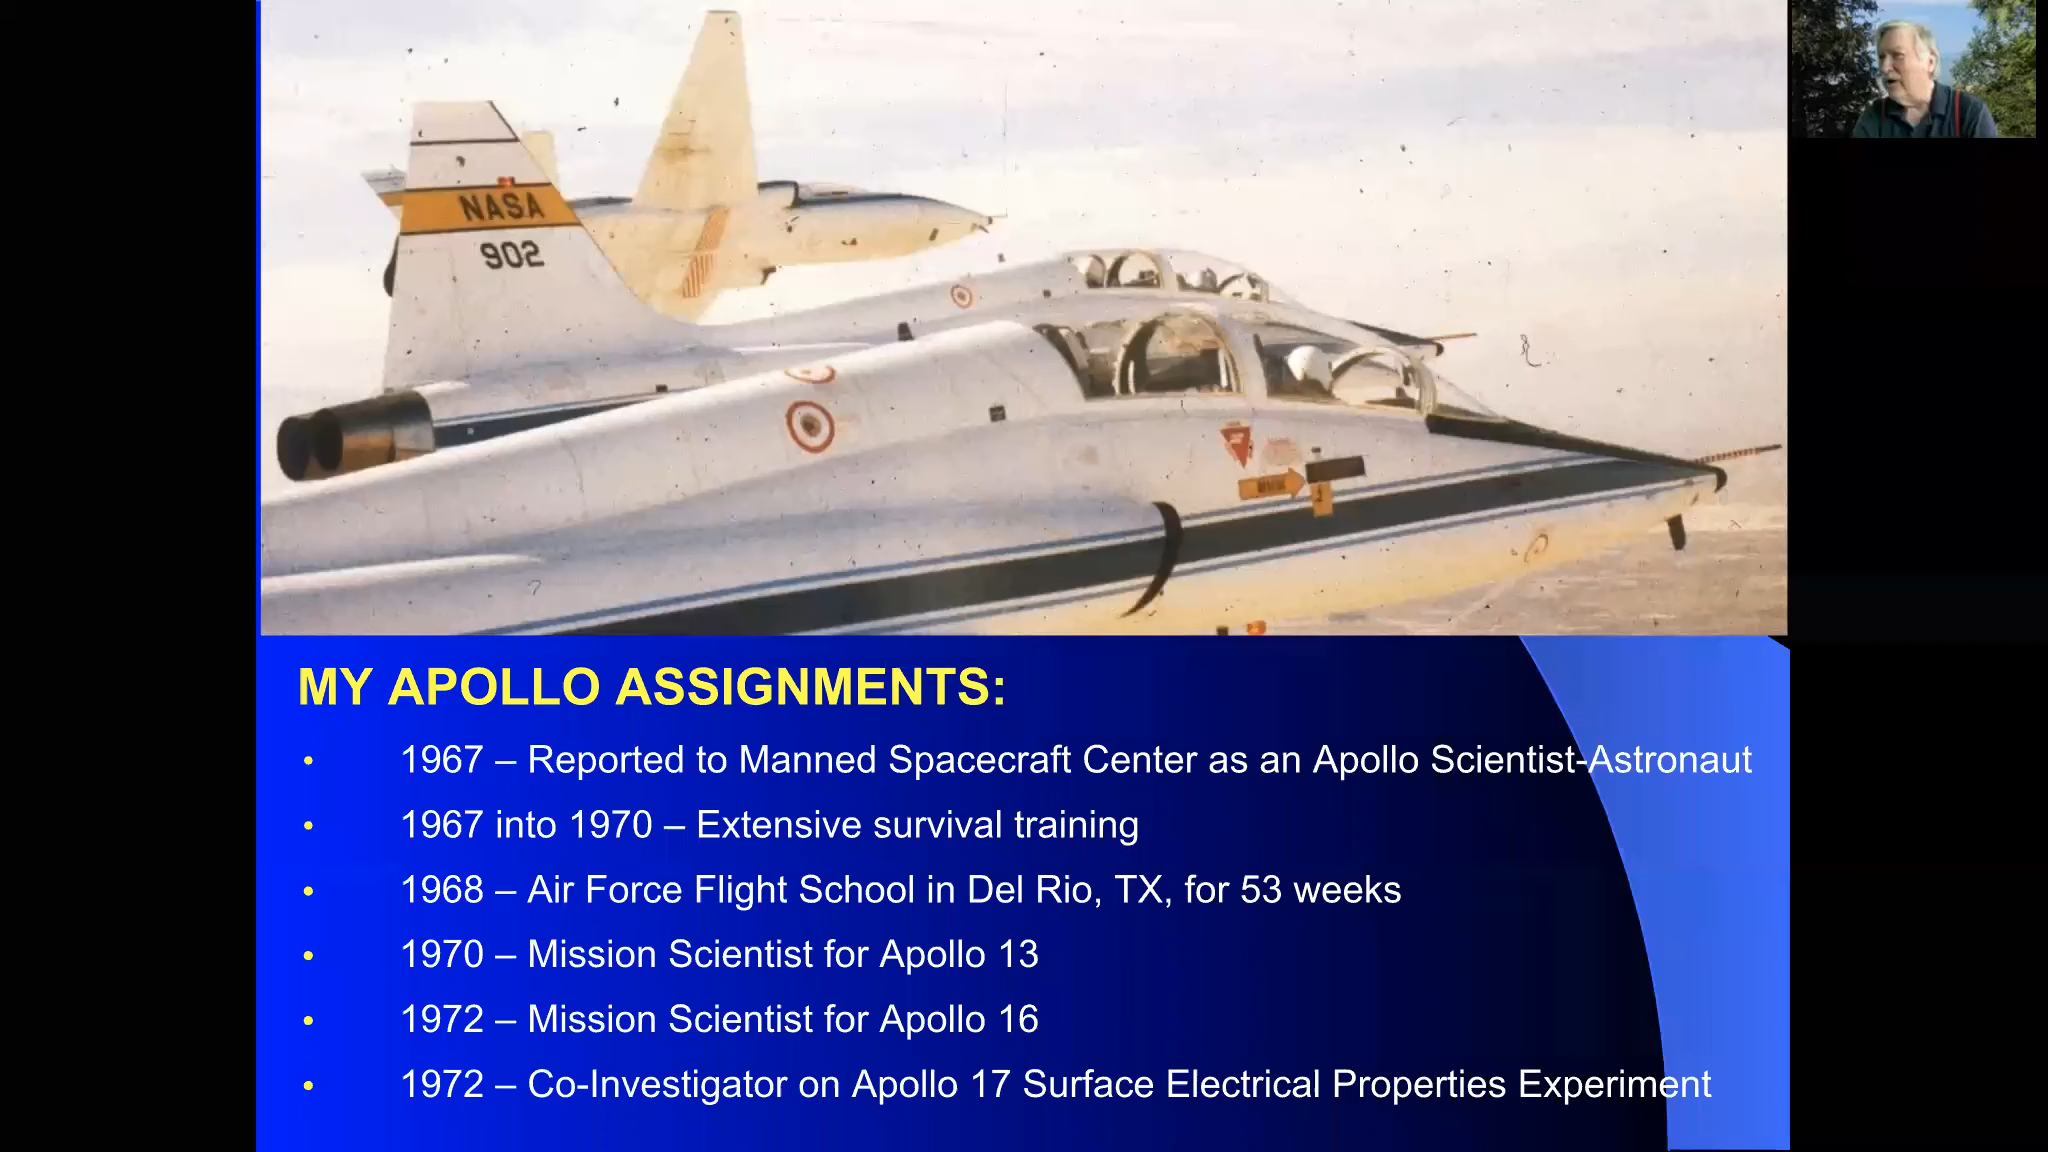 NASA
902
MY APOLLO ASSIGNMENTS:
• 1967 – Reported to Manned Spacecraft Center as an Apollo Scientist-Astronaut
• 1967 into 1970 – Extensive survival training
• 1968 – Air Force Flight School in Del Rio, TX, for 53 weeks
• 1970 – Mission Scientist for Apollo 13
• 1972 – Mission Scientist for Apollo 16
• 1972 – Co-Investigator on Apollo 17 Surface Electrical Properties Experiment